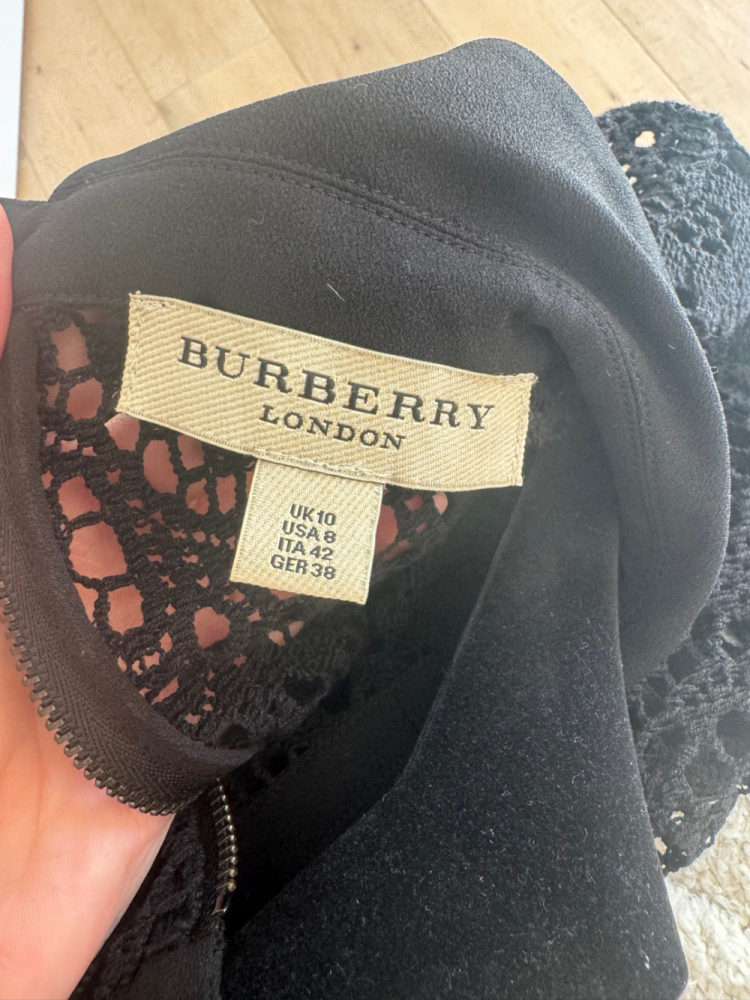 BURBERRY
LONDON
UK10
USA 8
ITA 42
GER 38